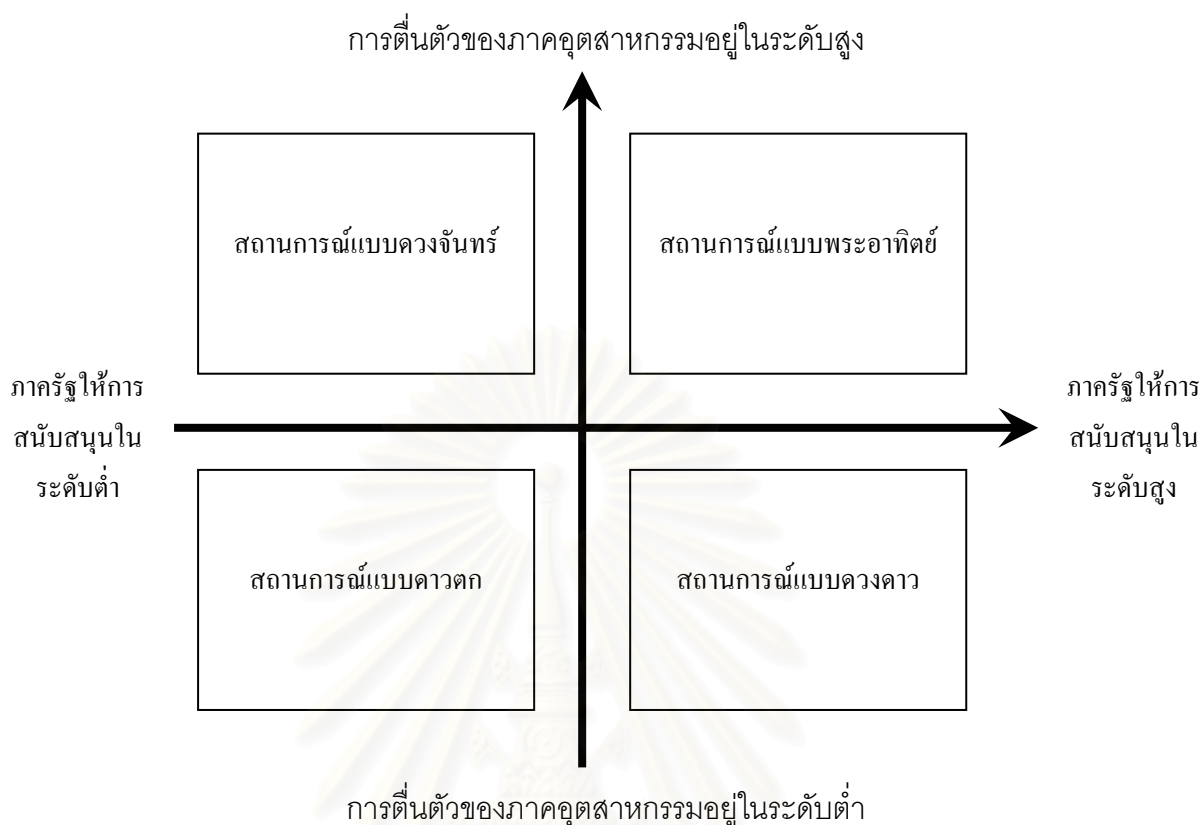 การตื่นตัวของภาคอุตสาหกรรมอยู่ในระดับสูง
สถานการณ์แบบดวงจันทร์
สถานการณ์แบบพระอาทิตย์
ภาครัฐให้การ
สนับสนุนใน
ระดับต่ำ
ภาครัฐให้การ
สนับสนุนใน
ระดับสูง
สถานการณ์แบบดาวตก
สถานการณ์แบบดวงดาว
การตื่นตัวของภาคอุตสาหกรรมอยู่ในระดับต่ำ